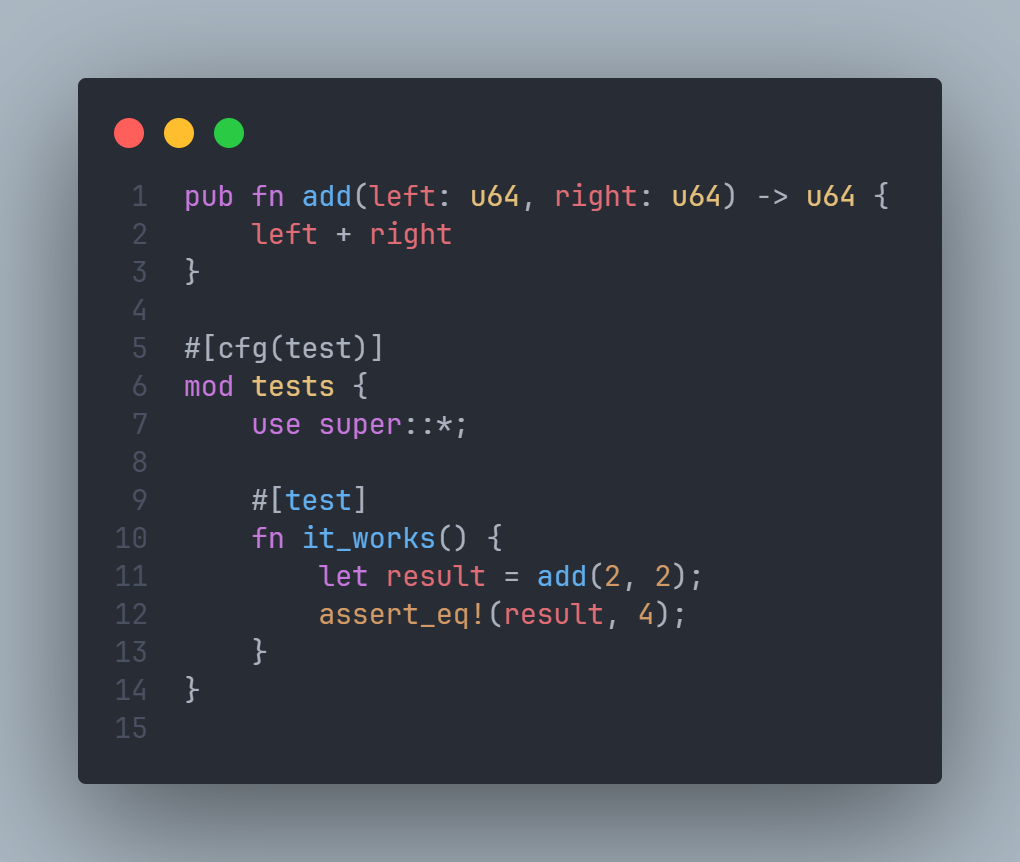 1 pub fn add(left: u64, right: u64) -> u64 {
2     left + right
3 }
4
5 #[cfg(test)]
6 mod tests {
7     use super::*;
8
9     #[test]
10     fn it_works() {
11         let result = add(2, 2);
12         assert_eq!(result, 4);
13     }
14 }
15